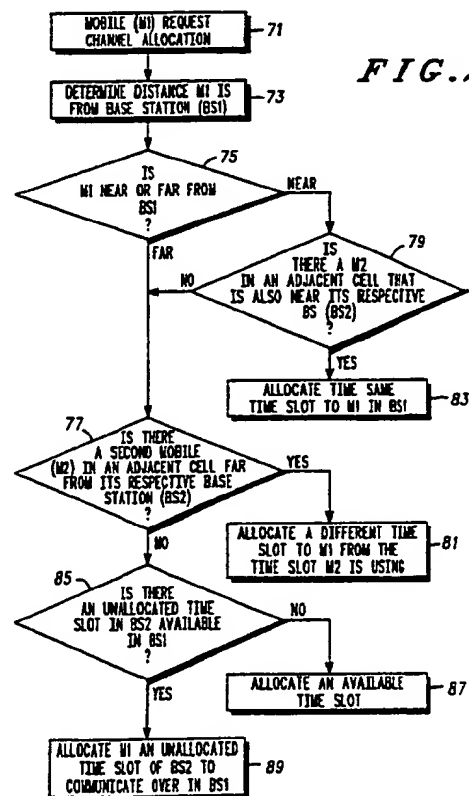 MOBILE (M1) REQUEST
CHANNEL ALLOCATION
71
FIG.
DETERMINE DISTANCE M1 IS
FROM BASE STATION (BS1)
73
75
IS
M1 NEAR OR FAR FROM
BS1
?
NEAR
FAR
79
IS
THERE A M2
IN AN ADJACENT CELL THAT
IS ALSO NEAR ITS RESPECTIVE
BS (BS2)
?
NO
YES
ALLOCATE TIME SAME
TIME SLOT TO M1 IN BS1
83
77
IS THERE
A SECOND MOBILE
(M2) IN AN ADJACENT CELL FAR
FROM ITS RESPECTIVE BASE
STATION (BS2)
?
YES
NO
ALLOCATE A DIFFERENT TIME
SLOT TO M1 FROM THE
TIME SLOT M2 IS USING
81
85
IS THERE
AN UNALLOCATED TIME
SLOT IN BS2 AVAILABLE
IN BS1
?
NO
YES
ALLOCATE AN AVAILABLE
TIME SLOT
87
ALLOCATE M1 AN UNALLOCATED
TIME SLOT OF BS2 TO
COMMUNICATE OVER IN BS1
89